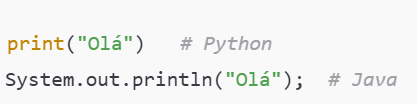 print("Olá")   # Python
System.out.println("Olá");  # Java